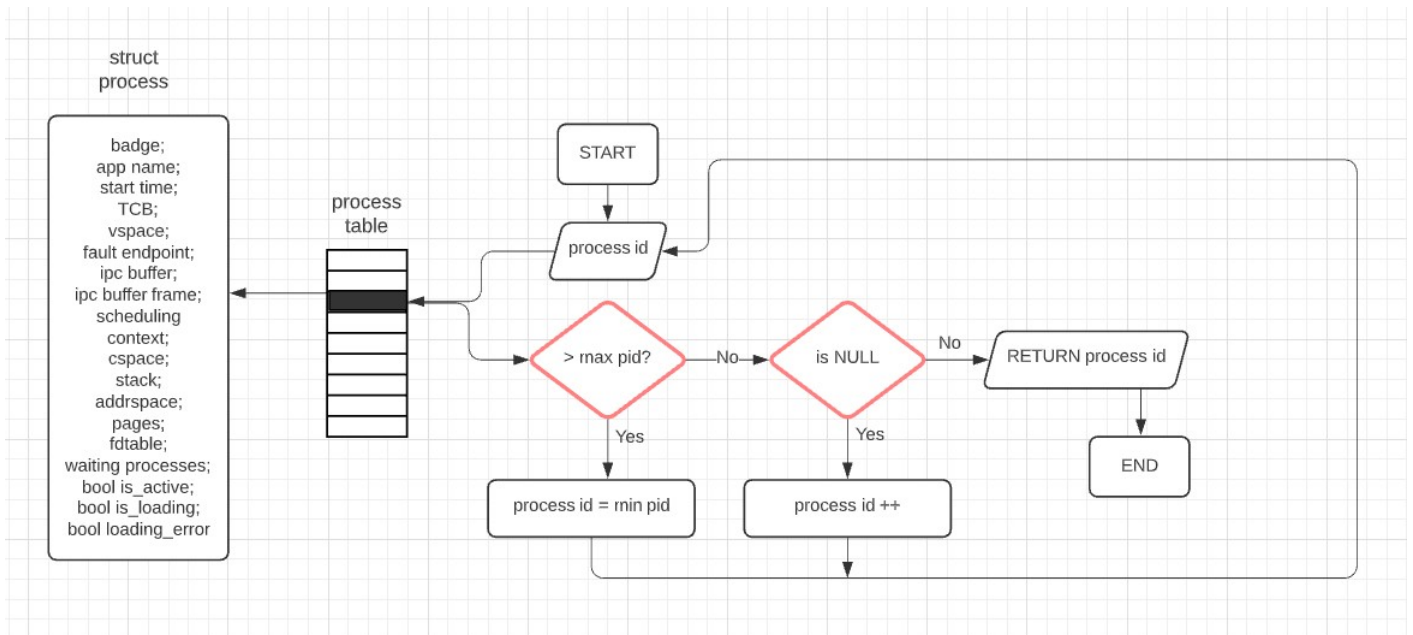 struct
process
badge;
app name;
start time;
TCB;
vspace;
fault endpoint;
ipc buffer;
ipc buffer frame;
scheduling
context;
cspace;
stack;
addrspace;
pages;
fdtable;
waiting processes;
bool is_active;
bool is_loading;
bool loading_error
process
table
START
process id
> max pid?
No
is NULL
No
RETURN process id
Yes
Yes
END
process id = min pid
process id ++